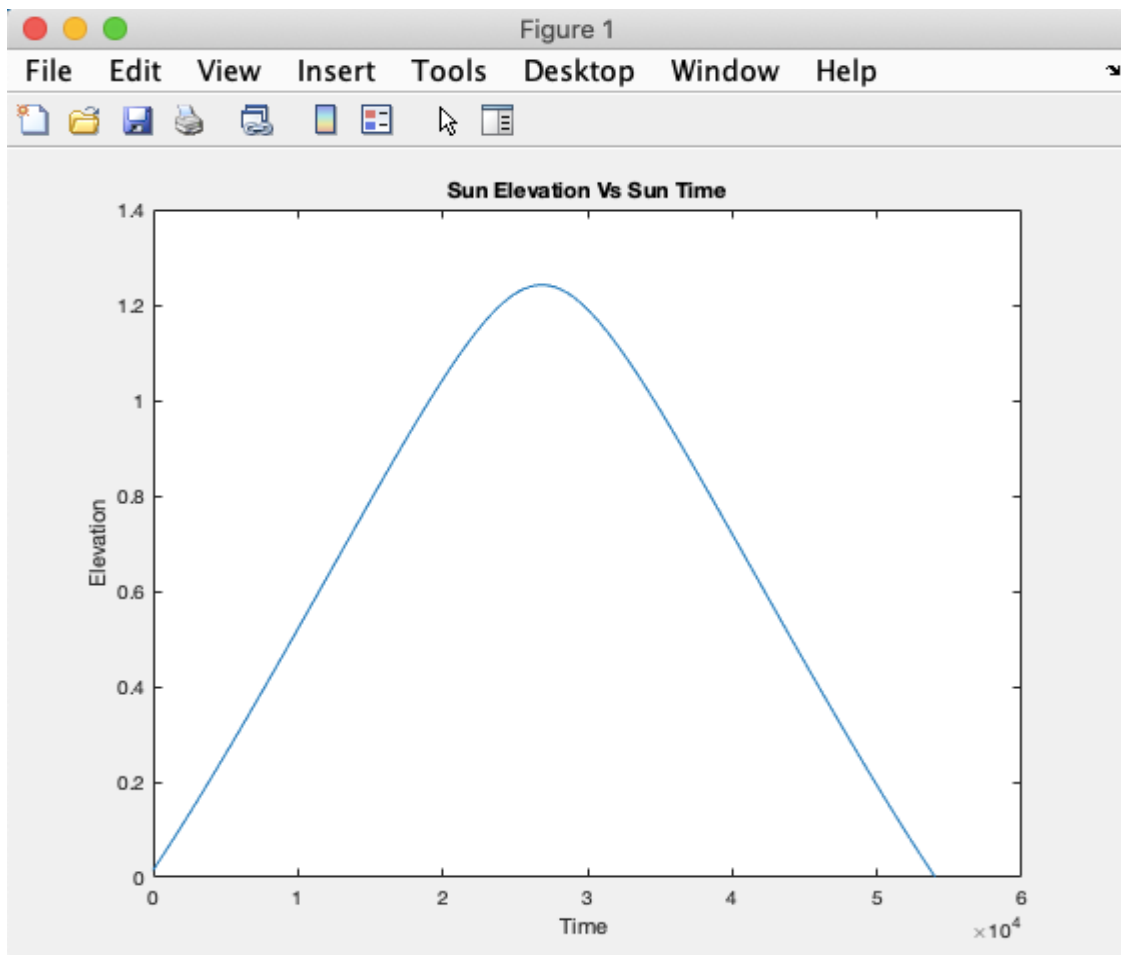 Figure 1
File Edit View Insert Tools Desktop Window Help
Sun Elevation Vs Sun Time
1.4
1.2
1
0.8
0.6
0.4
0.2
0
Elevation
0 1 2 3 4 5 6
Time
×10^4